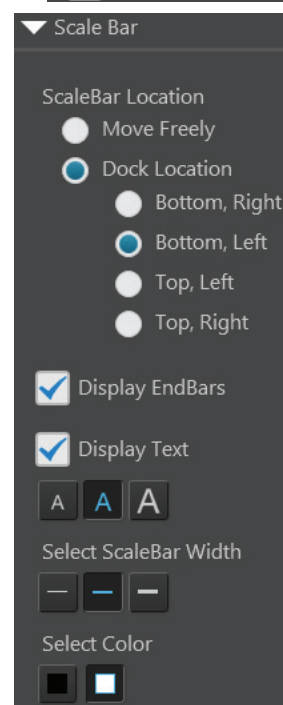 Scale Bar
ScaleBar Location
Move Freely
Dock Location
Bottom, Right
Bottom, Left
Top, Left
Top, Right
Display EndBars
Display Text
A A A
Select ScaleBar Width
Select Color